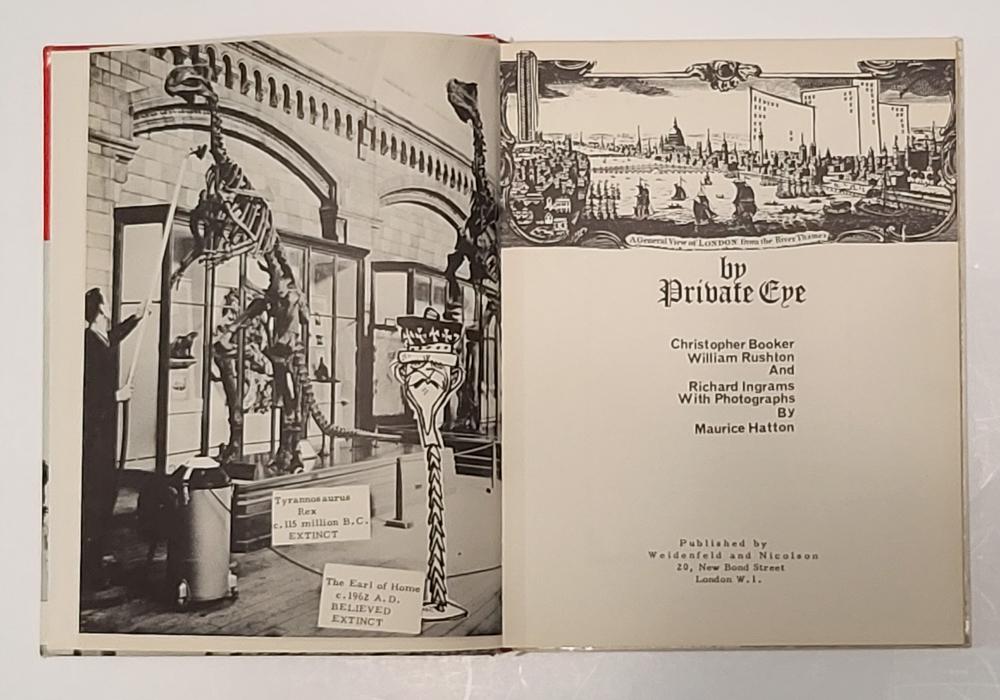 Tyrannosaurus
Rex
c.115 million B.C.
EXTINCT
The Earl of Home
c.1962 A.D.
BELIEVED
EXTINCT
A General View of LONDON from the River Thames
by
Private Eye
Christopher Booker
William Rushton
And
Richard Ingrams
With Photographs
By
Maurice Hatton
Published by
Weidenfeld and Nicolson
20, New Bond Street
London W.1.